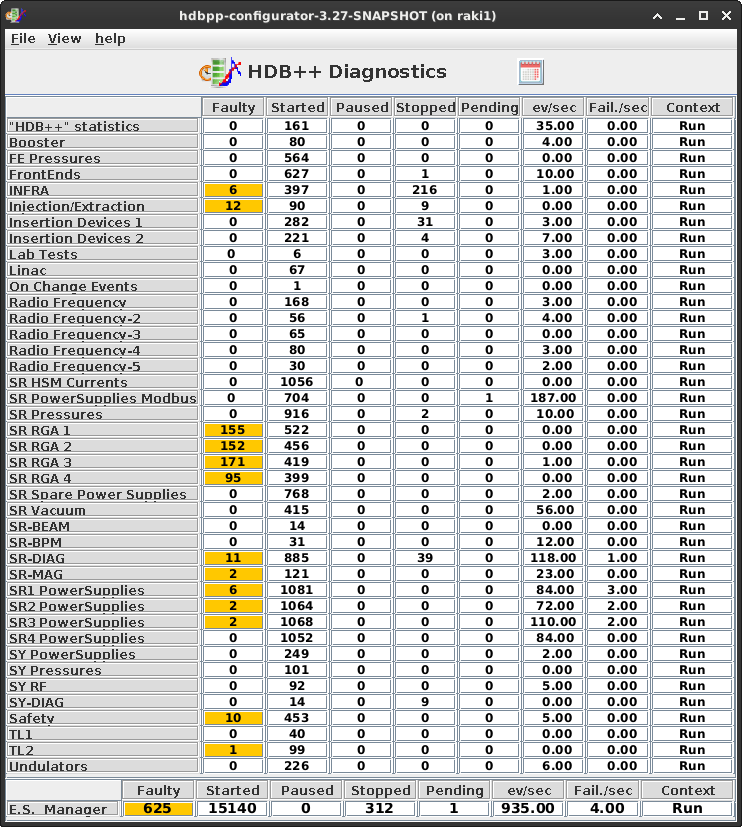 hdbpp-configurator-3.27-SNAPSHOT (on raki1)
File View help
HDB++ Diagnostics
Faulty Started Paused Stopped Pending ev/sec Fail./sec Context
"HDB++" statistics 0 161 0 0 0 35.00 0.00 Run
Booster 0 80 0 0 0 4.00 0.00 Run
FE Pressures 0 564 0 0 0 0.00 0.00 Run
FrontEnds 0 627 0 1 0 10.00 0.00 Run
INFRA 6 397 0 216 0 1.00 0.00 Run
Injection/Extraction 12 90 0 9 0 0.00 0.00 Run
Insertion Devices 1 0 282 0 31 0 3.00 0.00 Run
Insertion Devices 2 0 221 0 4 0 7.00 0.00 Run
Lab Tests 0 6 0 0 0 3.00 0.00 Run
Linac 0 67 0 0 0 0.00 0.00 Run
On Change Events 0 1 0 0 0 0.00 0.00 Run
Radio Frequency 0 168 0 0 0 3.00 0.00 Run
Radio Frequency-2 0 56 0 1 0 4.00 0.00 Run
Radio Frequency-3 0 65 0 0 0 0.00 0.00 Run
Radio Frequency-4 0 80 0 0 0 3.00 0.00 Run
Radio Frequency-5 0 30 0 0 0 2.00 0.00 Run
SR HSM Currents 0 1056 0 0 0 0.00 0.00 Run
SR PowerSupplies Modbus 0 704 0 0 1 187.00 0.00 Run
SR Pressures 0 916 0 2 0 10.00 0.00 Run
SR RGA 1 155 522 0 0 0 0.00 0.00 Run
SR RGA 2 152 456 0 0 0 0.00 0.00 Run
SR RGA 3 171 419 0 0 0 1.00 0.00 Run
SR RGA 4 95 399 0 0 0 0.00 0.00 Run
SR Spare Power Supplies 0 768 0 0 0 2.00 0.00 Run
SR Vacuum 0 415 0 0 0 56.00 0.00 Run
SR-BEAM 0 14 0 0 0 0.00 0.00 Run
SR-BPM 0 31 0 0 0 12.00 0.00 Run
SR-DIAG 11 885 0 39 0 118.00 1.00 Run
SR-MAG 2 121 0 0 0 23.00 0.00 Run
SR1 PowerSupplies 6 1081 0 0 0 84.00 3.00 Run
SR2 PowerSupplies 2 1064 0 0 0 72.00 2.00 Run
SR3 PowerSupplies 2 1068 0 0 0 110.00 2.00 Run
SR4 PowerSupplies 0 1052 0 0 0 84.00 0.00 Run
SY PowerSupplies 0 249 0 0 0 2.00 0.00 Run
SY Pressures 0 101 0 0 0 0.00 0.00 Run
SY RF 0 92 0 0 0 5.00 0.00 Run
SY-DIAG 0 14 0 9 0 0.00 0.00 Run
Safety 10 453 0 0 0 5.00 0.00 Run
TL1 0 40 0 0 0 0.00 0.00 Run
TL2 1 99 0 0 0 0.00 0.00 Run
Undulators 0 226 0 0 0 6.00 0.00 Run
Faulty Started Paused Stopped Pending ev/sec Fail./sec Context
E.S. Manager 625 15140 0 312 1 935.00 4.00 Run